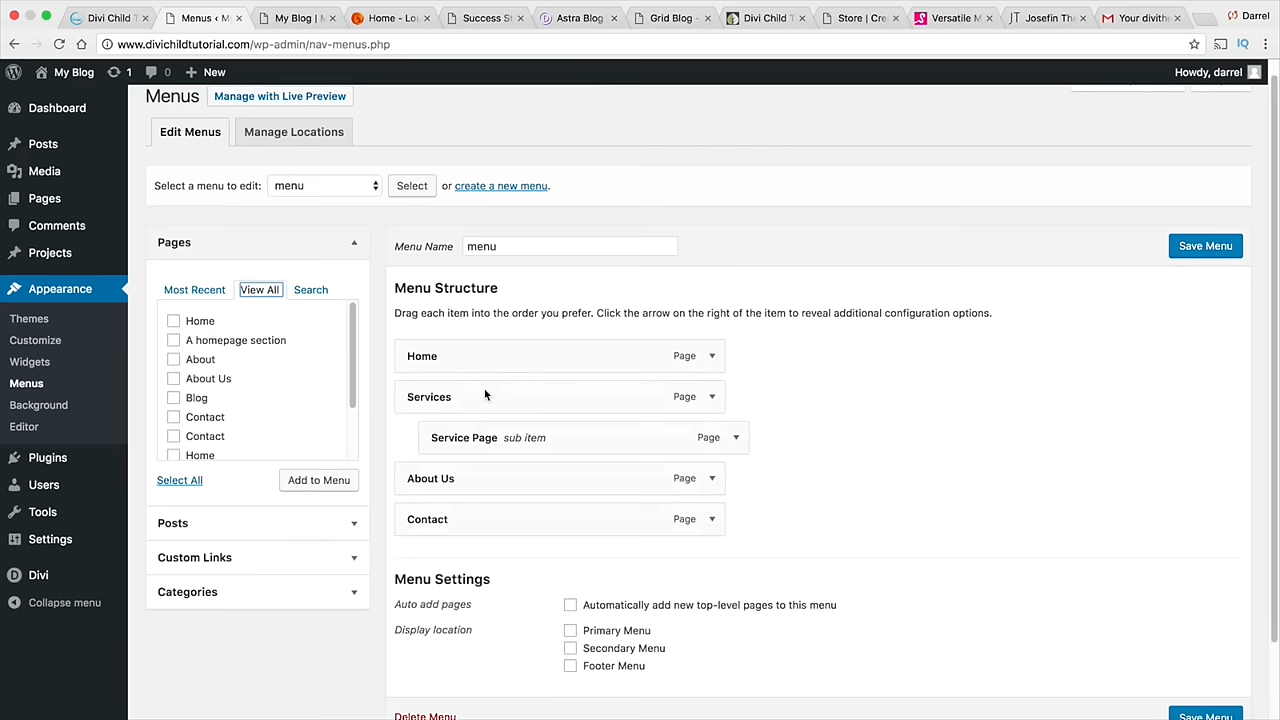 Divi Child T
Menus ‹ M
My Blog |
Home – Lo
Success S
Astra Blog
Grid Blog -
Divi Child T
Store | Cre
Versatile M
Josefin The
Your divith
Darrel
www.divichildtutorial.com/wp-admin/nav-menus.php
My Blog
1
0
New
Howdy, darrel
Dashboard
Posts
Media
Pages
Comments
Projects
Appearance
Themes
Customize
Widgets
Menus
Background
Editor
Plugins
Users
Tools
Settings
Divi
Collapse menu
Menus
Manage with Live Preview
Edit Menus
Manage Locations
Select a menu to edit:
menu
Select
or create a new menu.
Pages
Most Recent
View All
Search
Home
A homepage section
About
About Us
Blog
Contact
Contact
Home
Select All
Add to Menu
Posts
Custom Links
Categories
Menu Name
menu
Save Menu
Menu Structure
Drag each item into the order you prefer. Click the arrow on the right of the item to reveal additional configuration options.
Home Page
Services Page
Service Page sub item Page
About Us Page
Contact Page
Menu Settings
Auto add pages
Automatically add new top-level pages to this menu
Display location
Primary Menu
Secondary Menu
Footer Menu
Delete Menu
Save Menu